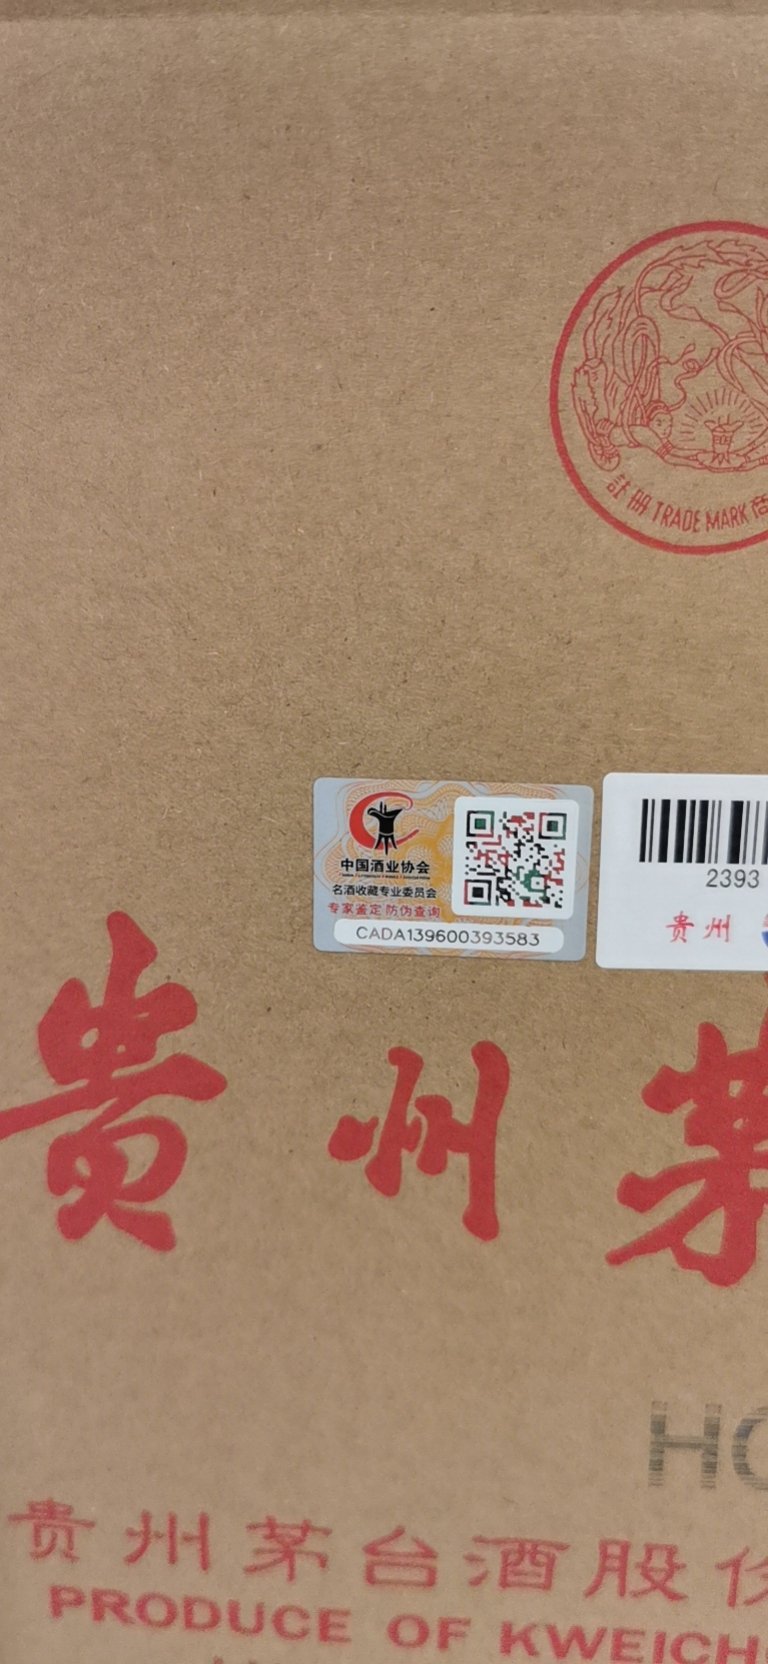 註册 TRADE MARK 商
中国酒业协会
名酒收藏专业委员会
专家鉴定 防伪查询
CADA139600393583
2393
贵州
贵州茅
HO
贵州茅台酒股份
PRODUCE OF KWEICH